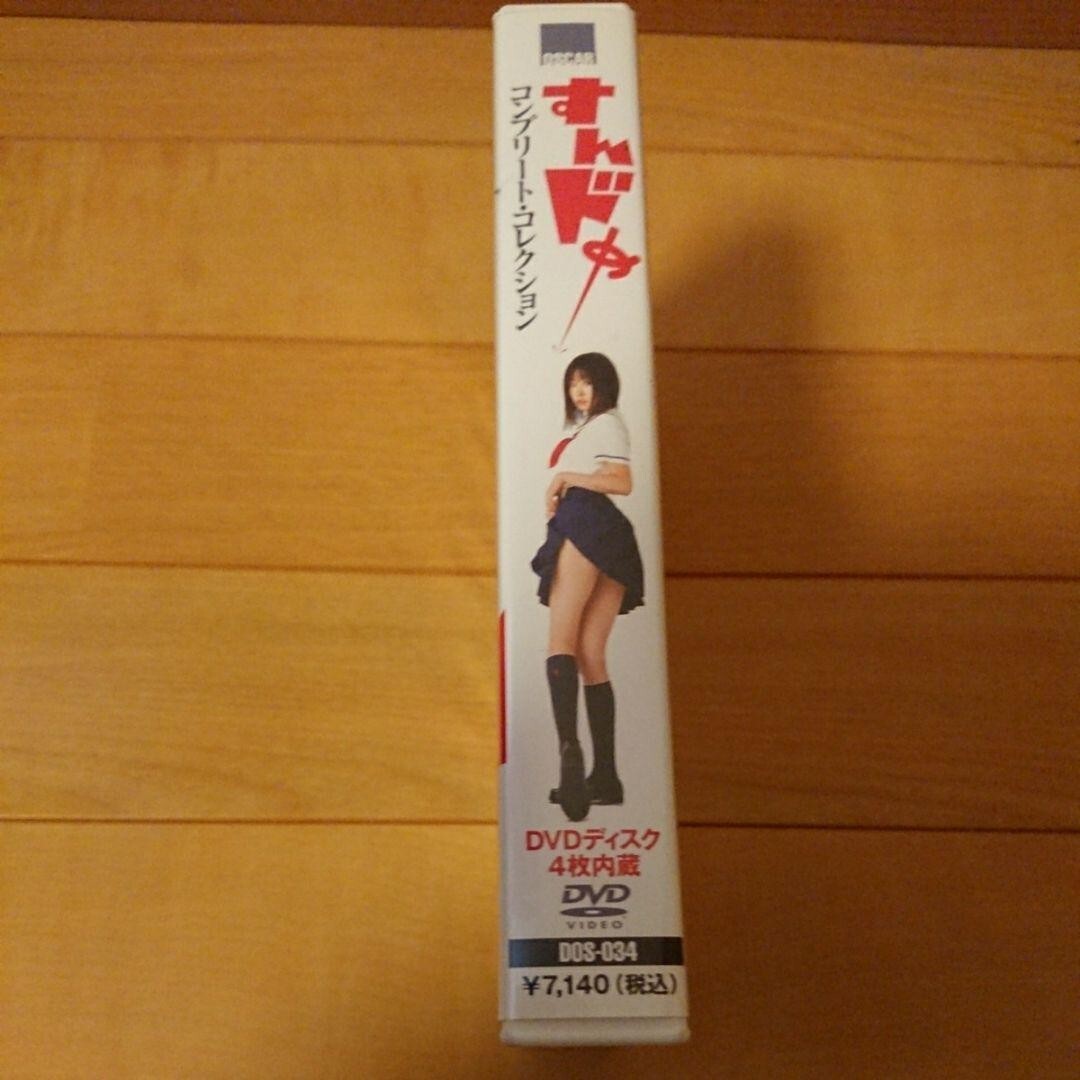 OSCAR
すんドめ
コンプリート・コレクション
DVDディスク
4枚内蔵
DVD
VIDEO
DOS-034
¥7,140(税込)